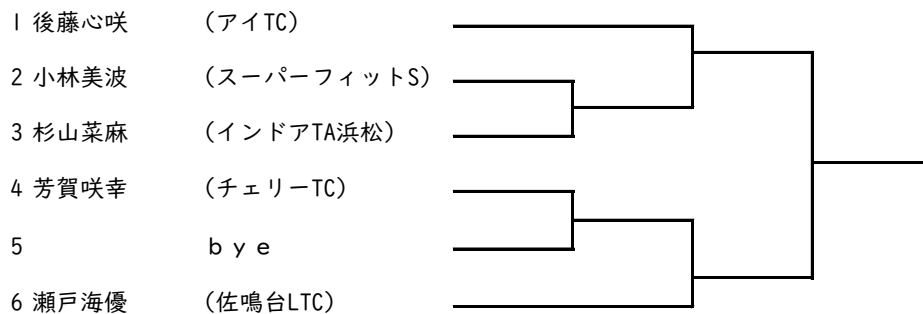 1 後藤心咲 (アイTC)
2 小林美波 (スーパーフィットS)
3 杉山菜麻 (インドアTA浜松)
4 芳賀咲幸 (チェリーTC)
5 ｂｙｅ
6 瀬戸海優 (佐鳴台LTC)